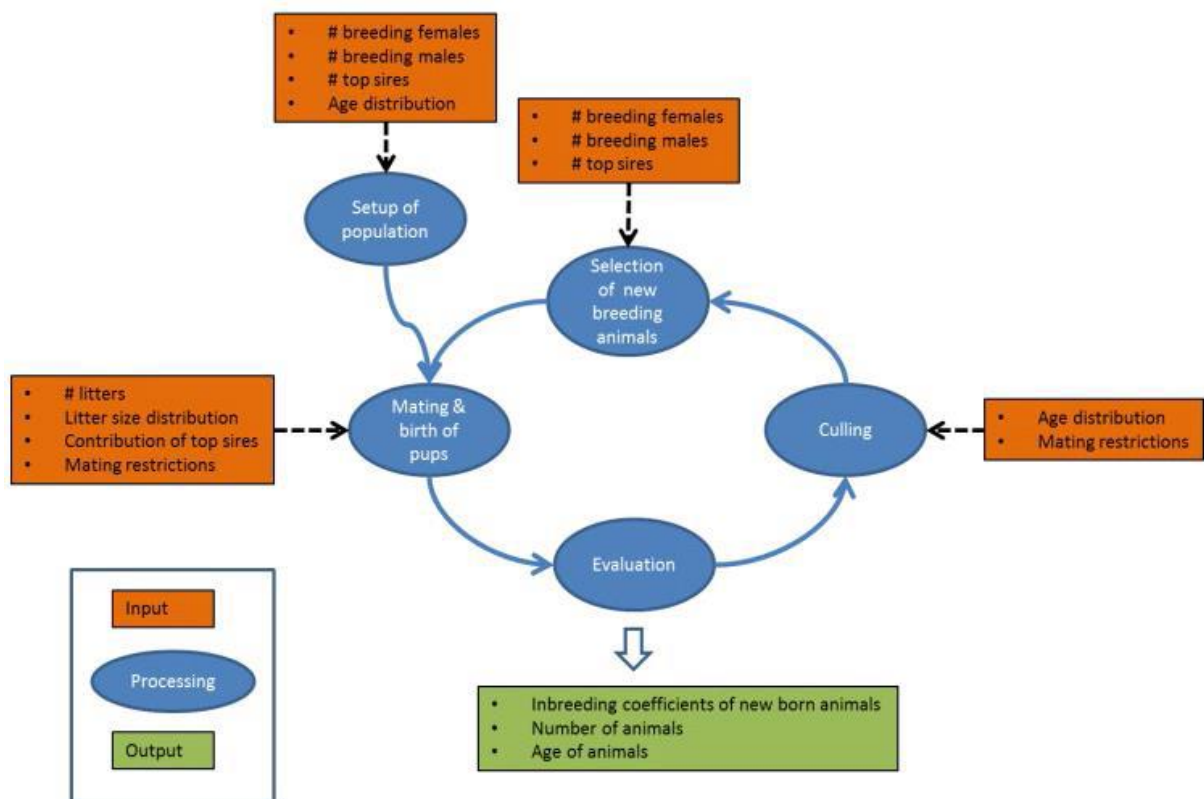 • # breeding females
• # breeding males
• # top sires
• Age distribution
• # breeding females
• # breeding males
• # top sires
Setup of
population
Selection
of new
breeding
animals
• # litters
• Litter size distribution
• Contribution of top sires
• Mating restrictions
Mating &
birth of
pups
Culling
• Age distribution
• Mating restrictions
Evaluation
Input
Processing
Output
• Inbreeding coefficients of new born animals
• Number of animals
• Age of animals